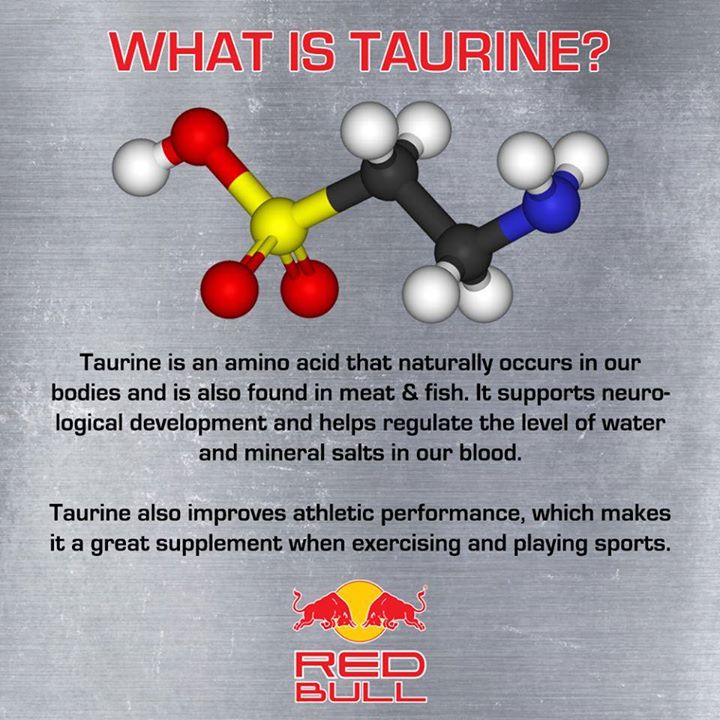 WHAT IS TAURINE?
Taurine is an amino acid that naturally occurs in our
bodies and is also found in meat & fish. It supports neuro-
logical development and helps regulate the level of water
and mineral salts in our blood.
Taurine also improves athletic performance, which makes
it a great supplement when exercising and playing sports.
RED
BULL